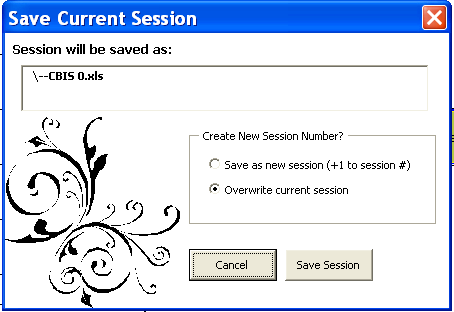 Save Current Session
Session will be saved as:
\--CBIS 0.xls
Create New Session Number?
Save as new session (+1 to session #)
Overwrite current session
Cancel
Save Session